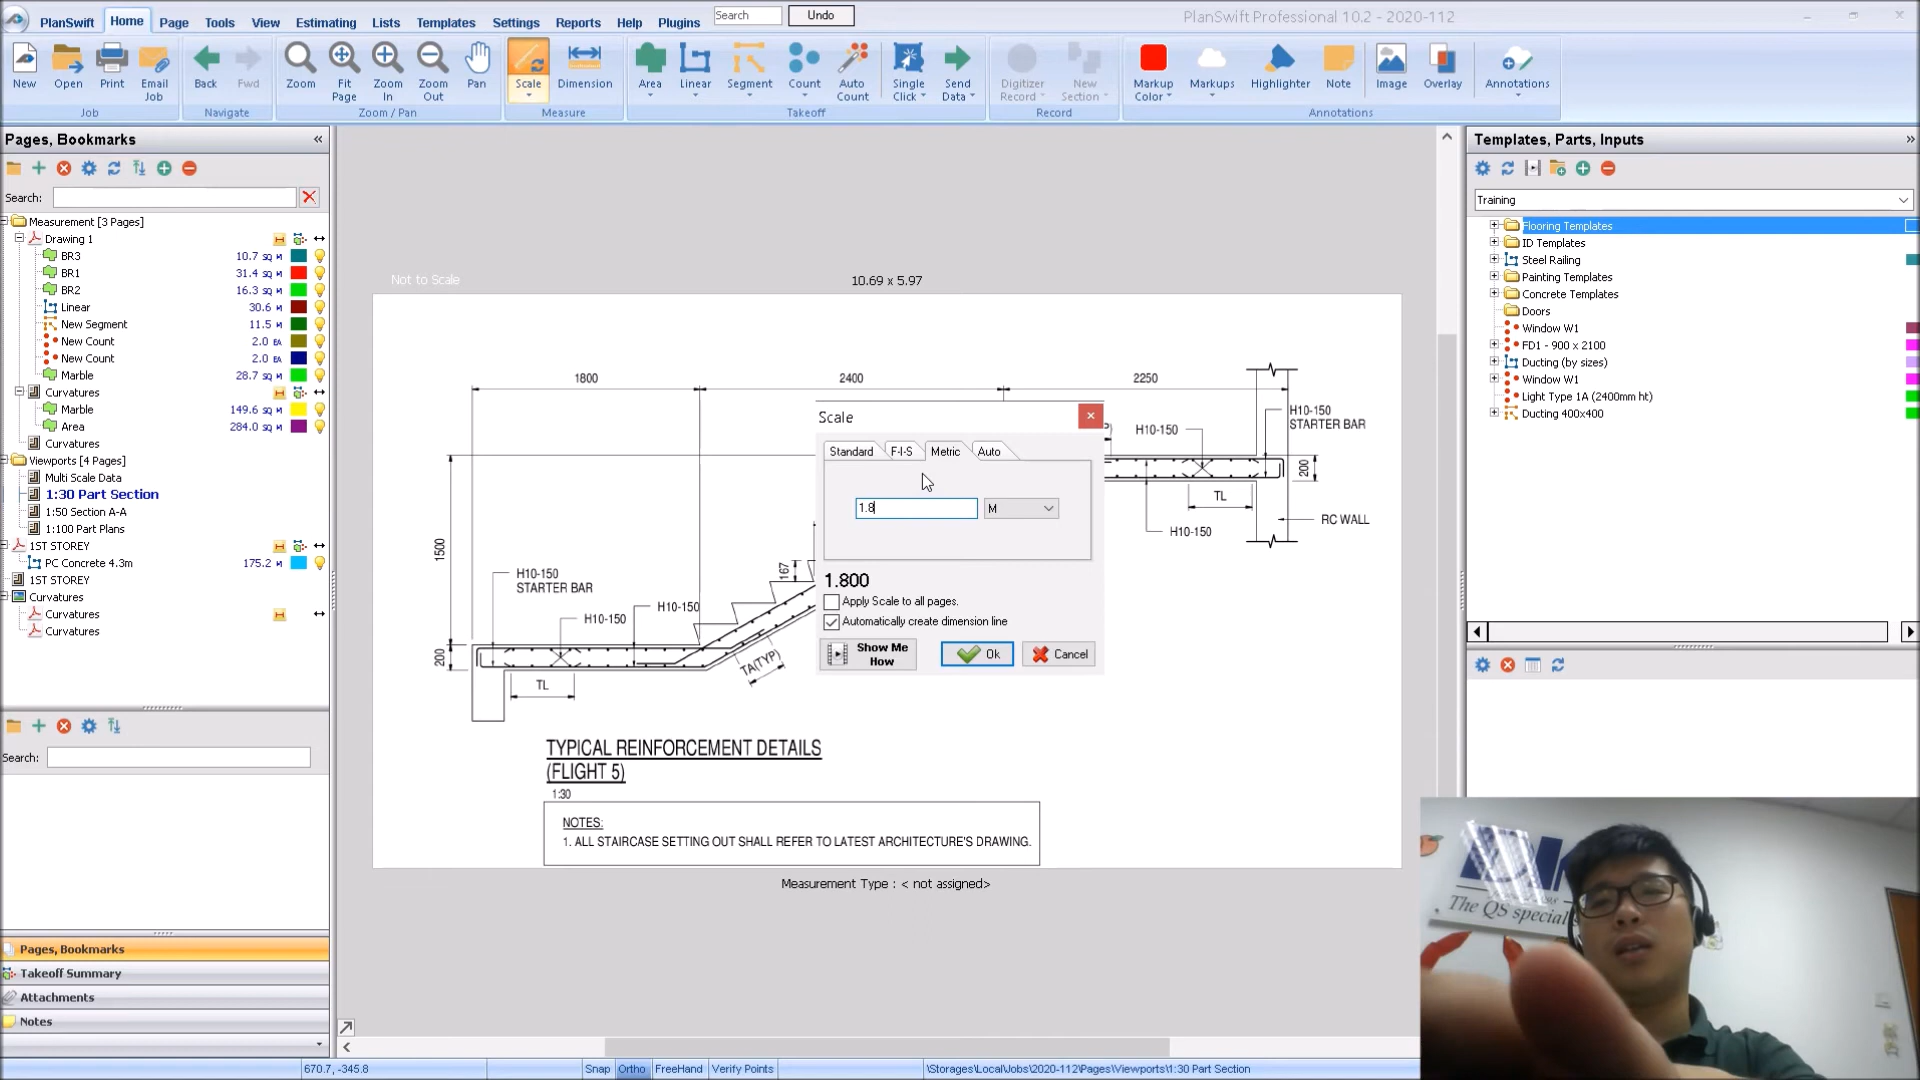 PlanSwift Home Page Tools View Estimating Lists Templates Settings Reports Help Plugins Search Undo
PlanSwift Professional 10.2 - 2020-112
New Open Print Email Job Back Fwd Zoom Fit Page Zoom In Zoom Out Pan Scale Dimension Area Linear Segment Count Auto Count Single Click Send Data Digitizer Record New Section Markup Color Markups Highlighter Note Image Overlay Annotations
Job Navigate Zoom / Pan Measure Takeoff Record Annotations
Pages, Bookmarks
Search:
Measurement [3 Pages]
Drawing 1
BR3 10.7 SQ M
BR1 31.4 SQ M
BR2 16.3 SQ M
Linear 30.6 M
New Segment 11.5 M
New Count 2.0 EA
New Count 2.0 EA
Marble 28.7 SQ M
Curvatures
Marble 149.6 SQ M
Area 284.0 SQ M
Curvatures
Viewports [4 Pages]
Multi Scale Data
1:30 Part Section
1:50 Section A-A
1:100 Part Plans
1ST STOREY
PC Concrete 4.3m 175.2 M
1ST STOREY
Curvatures
Curvatures
Curvatures
Search:
Pages, Bookmarks
Takeoff Summary
Attachments
Notes
Not to Scale
10.69 x 5.97
1800
2400
2250
H10-150
STARTER BAR
H10-150
200
TL
RC WALL
H10-150
1500
H10-150
STARTER BAR
167
H10-150
H10-150
200
TA(TYP)
TL
TYPICAL REINFORCEMENT DETAILS
(FLIGHT 5)
1:30
NOTES:
1. ALL STAIRCASE SETTING OUT SHALL REFER TO LATEST ARCHITECTURE'S DRAWING.
Measurement Type : < not assigned>
Scale
Standard F-I-S Metric Auto
1.8 M
1.800
Apply Scale to all pages.
Automatically create dimension line
Show Me How Ok Cancel
Templates, Parts, Inputs
Training
Flooring Templates
ID Templates
Steel Railing
Painting Templates
Concrete Templates
Doors
Window W1
FD1 - 900 x 2100
Ducting (by sizes)
Window W1
Light Type 1A (2400mm ht)
Ducting 400x400
The QS special
670.7, -345.8
Snap Ortho FreeHand Verify Points
\Storages\Local\Jobs\2020-112\Pages\Viewports\1:30 Part Section